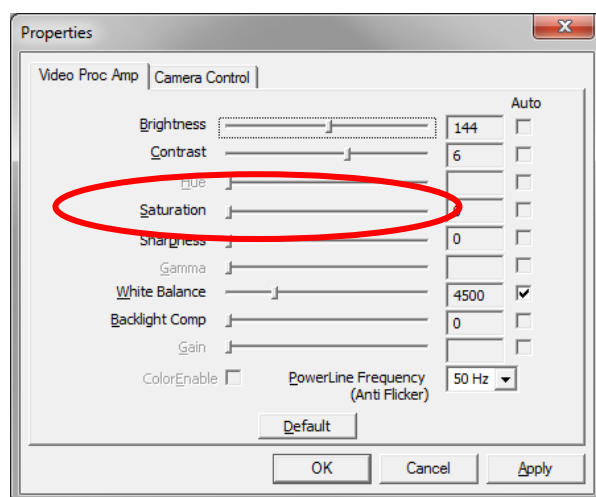 Properties
Video Proc Amp Camera Control
Auto
Brightness 144
Contrast 6
Hue
Saturation
Sharpness 0
Gamma
White Balance 4500
Backlight Comp 0
Gain
ColorEnable PowerLine Frequency 50 Hz
(Anti Flicker)
Default
OK Cancel Apply